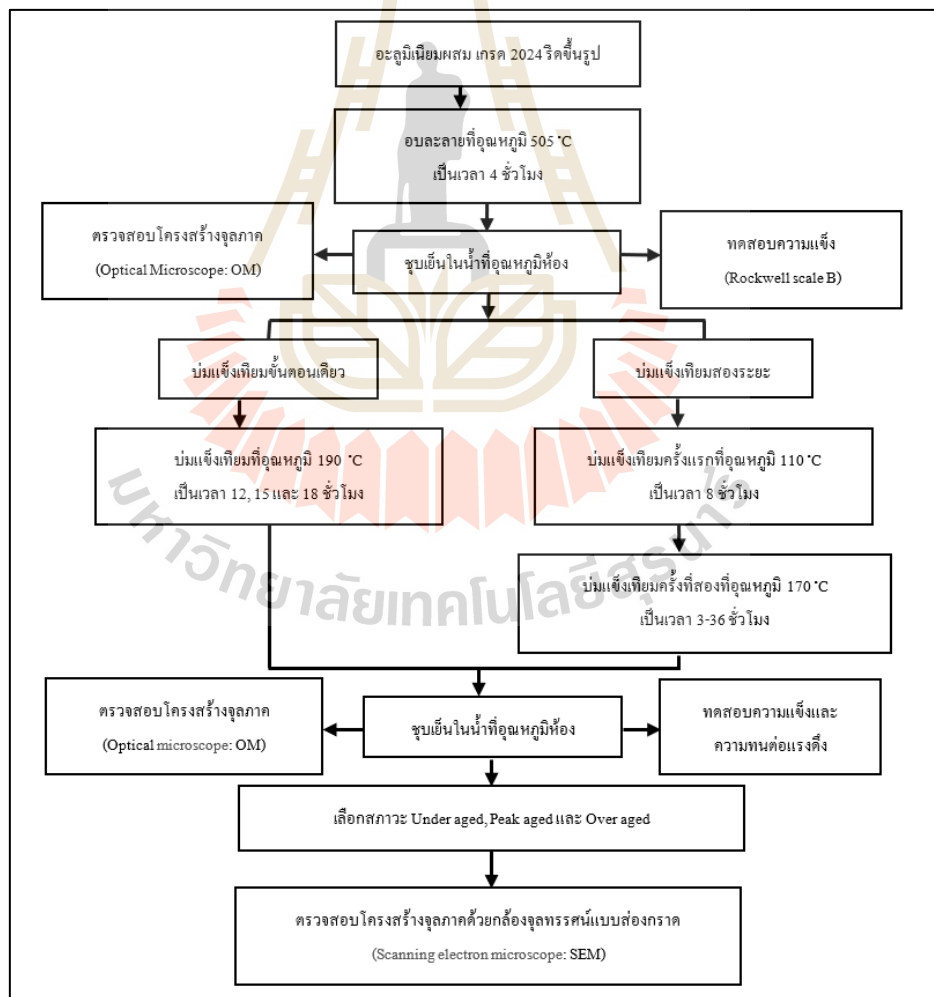 อะลูมิเนียมผสม เกรด 2024 รีดขึ้นรูป
อบละลายที่อุณหภูมิ 505 °C
เป็นเวลา 4 ชั่วโมง
ตรวจสอบโครงสร้างจุลภาค
(Optical Microscope: OM)
ชุบเย็นในน้ำที่อุณหภูมิห้อง
ทดสอบความแข็ง
(Rockwell scale B)
บ่มแข็งเทียมขั้นตอนเดียว
บ่มแข็งเทียมสองระยะ
บ่มแข็งเทียมที่อุณหภูมิ 190 °C
เป็นเวลา 12, 15 และ 18 ชั่วโมง
บ่มแข็งเทียมครั้งแรกที่อุณหภูมิ 110 °C
เป็นเวลา 8 ชั่วโมง
บ่มแข็งเทียมครั้งที่สองที่อุณหภูมิ 170 °C
เป็นเวลา 3-36 ชั่วโมง
มหาวิทยาลัยเทคโนโลยีสุรนารี
ตรวจสอบโครงสร้างจุลภาค
(Optical microscope: OM)
ชุบเย็นในน้ำที่อุณหภูมิห้อง
ทดสอบความแข็งและ
ความทนต่อแรงดึง
เลือกสภาวะ Under aged, Peak aged และ Over aged
ตรวจสอบโครงสร้างจุลภาคด้วยกล้องจุลทรรศน์แบบส่องกราด
(Scanning electron microscope: SEM)